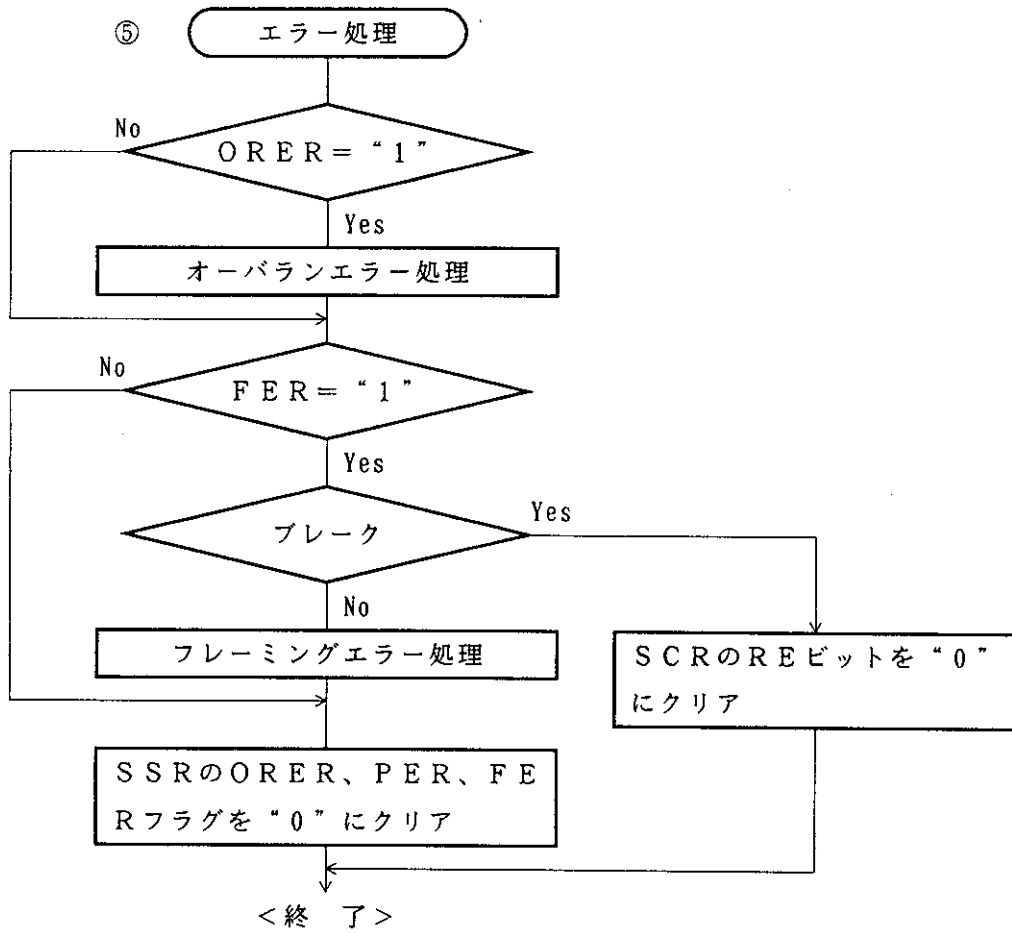 ⑤
エラー処理
No
ORER=“1”
Yes
オーバランエラー処理
No
FER=“1”
Yes
ブレーク
Yes
No
フレーミングエラー処理
SCRのREビットを“0”
にクリア
SSRのORER、PER、FE
Rフラグを“0”にクリア
<終 了>